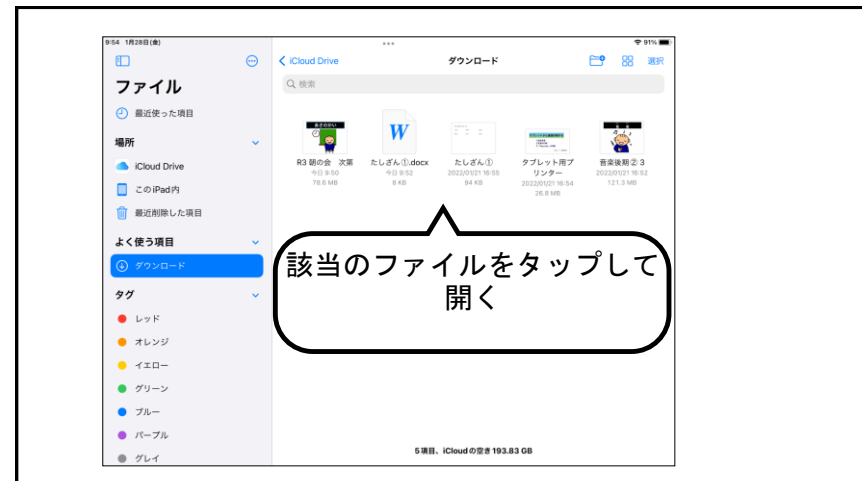 9:54 1月28日(金)
91%
ファイル
最近使った項目
場所
iCloud Drive
このiPad内
最近削除した項目
よく使う項目
ダウンロード
タグ
レッド
オレンジ
イエロー
グリーン
ブルー
パープル
グレイ
iCloud Drive
ダウンロード
選択
検索
R3 朝の会 次第
今日 9:50
78.6 MB
W
たしざん①.docx
今日 9:52
8 KB
たしざん①
2022/01/21 16:55
94 KB
タブレット用プ
リンター
2022/01/21 16:54
26.8 MB
音楽後期② 3
2022/01/21 16:52
121.3 MB
該当のファイルをタップして
開く
5項目、iCloudの空き 193.83 GB